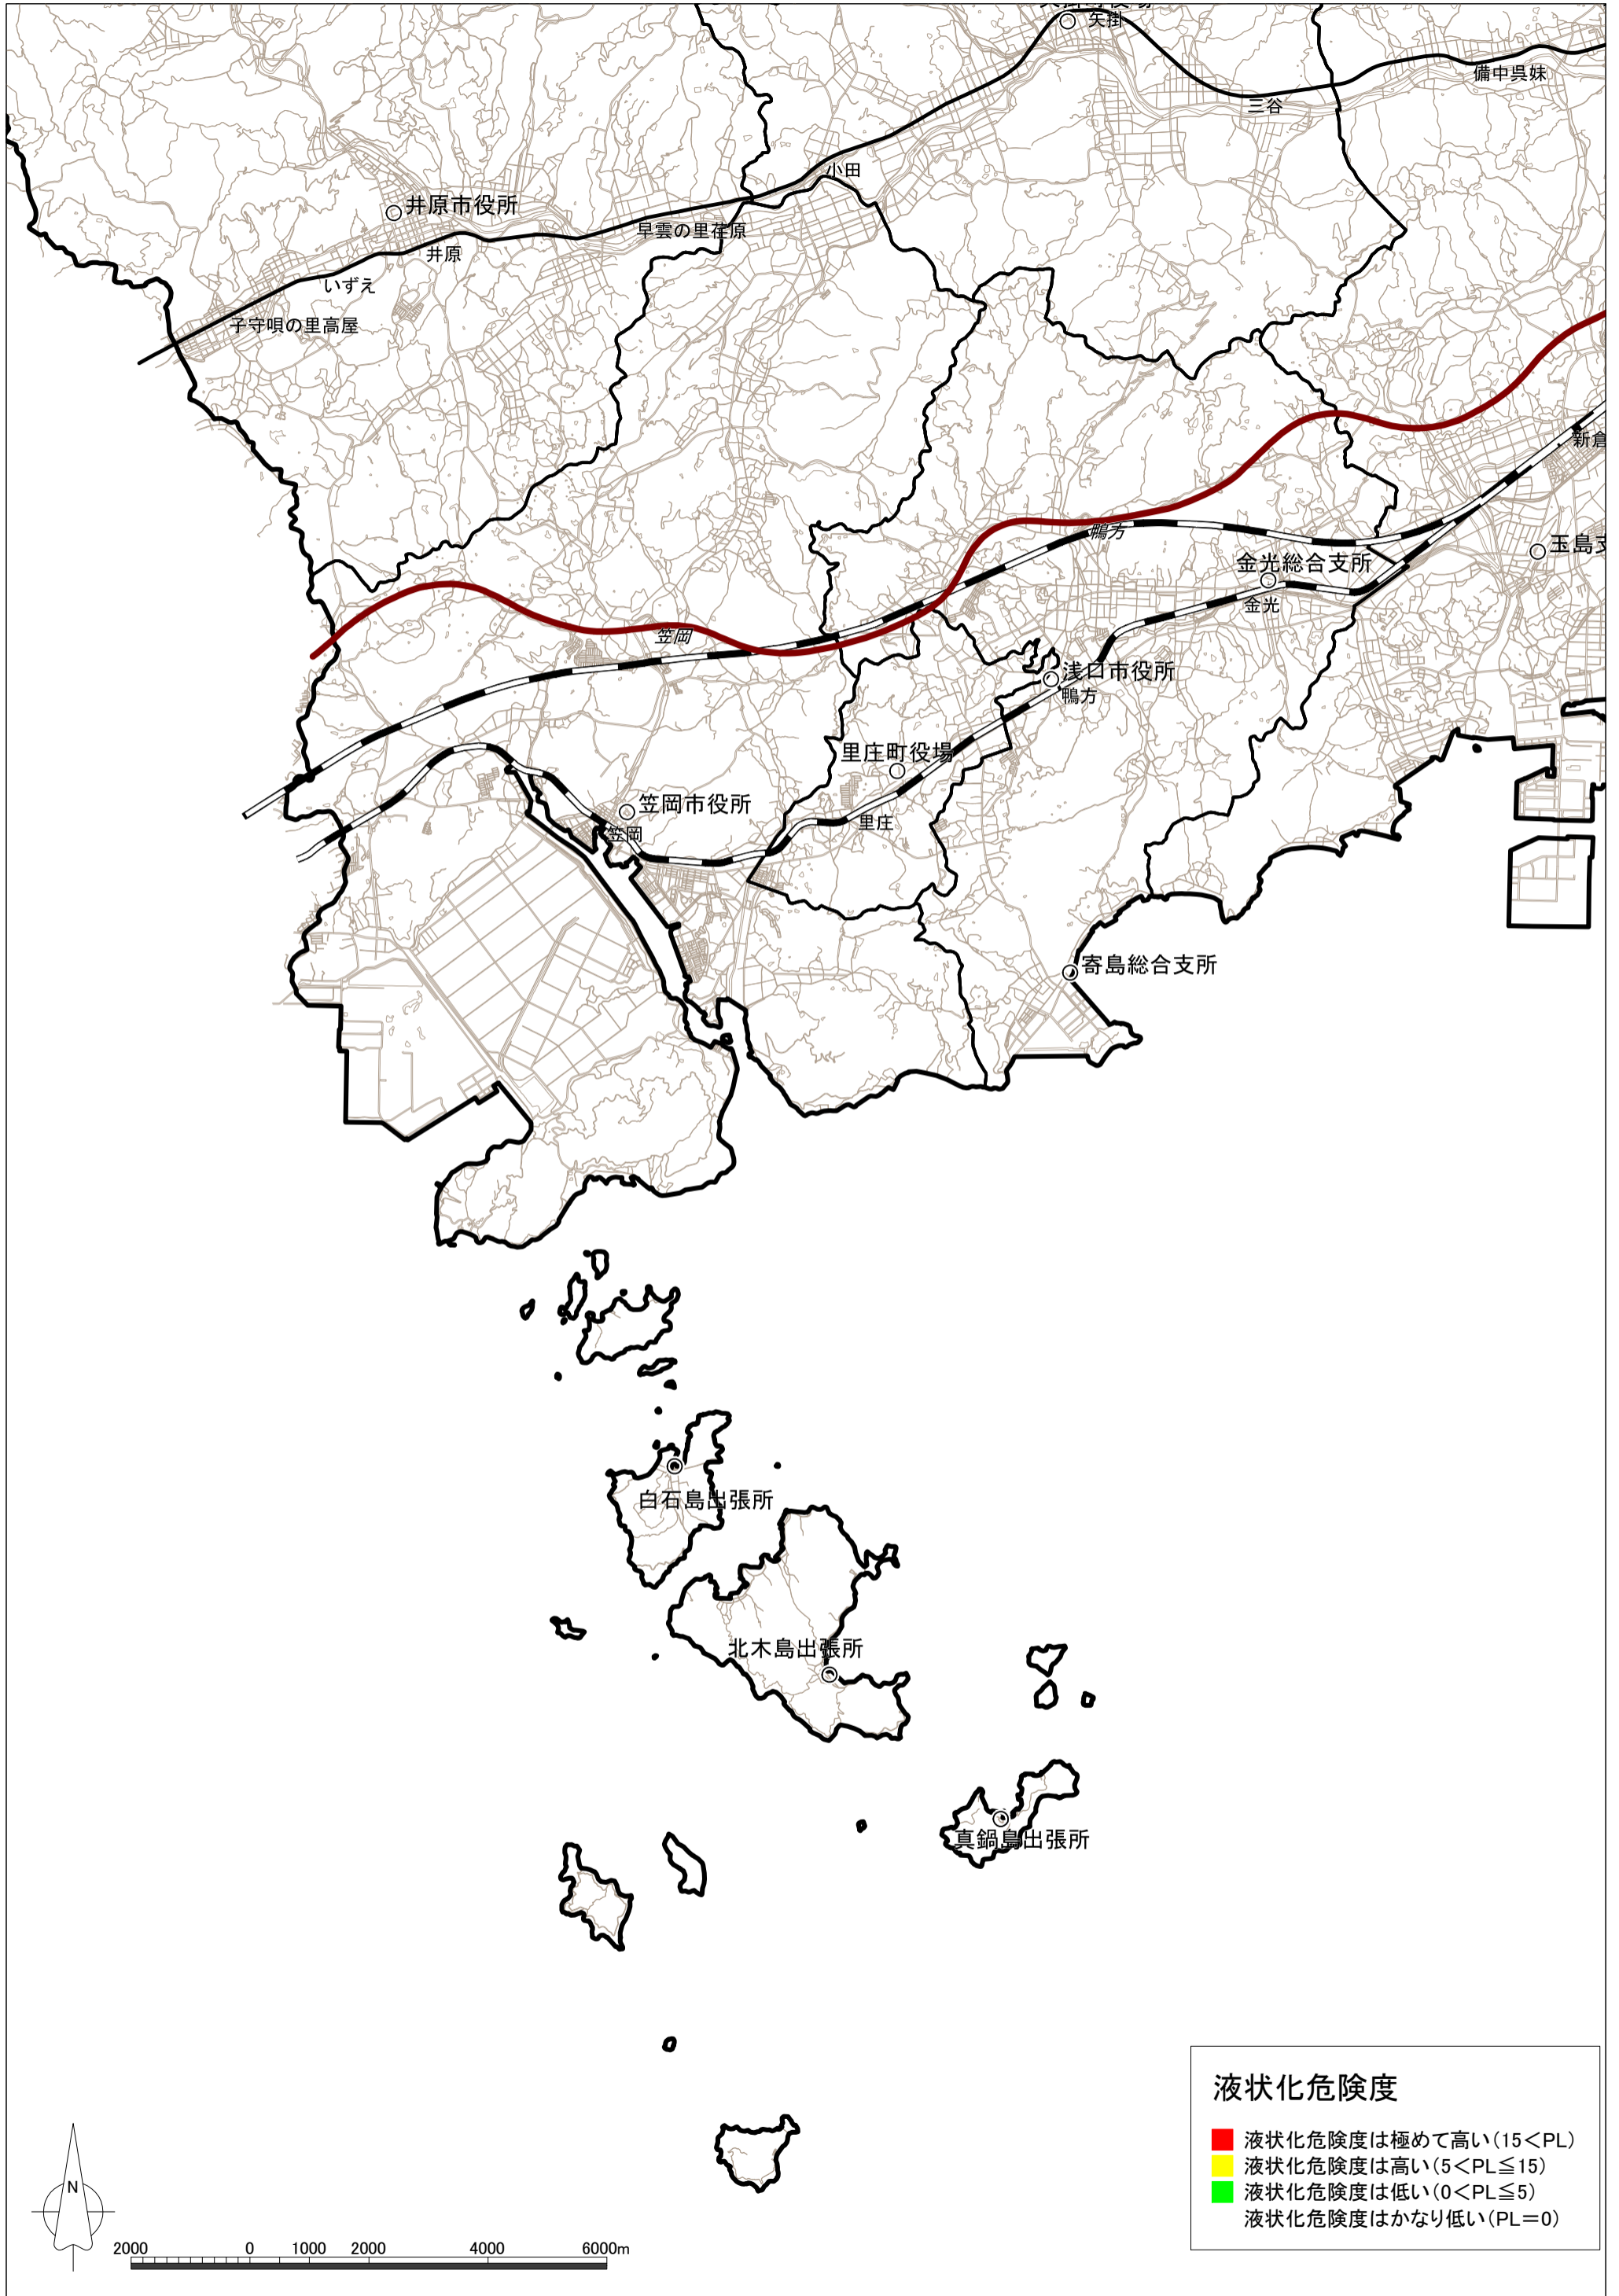 矢掛
備中呉妹
三谷
小田
井原市役所
早雲の里荏原
井原
いずえ
子守唄の里高屋
新倉
鴨方
玉島支
金光総合支所
金光
笠岡
浅口市役所
鴨方
里庄町役場
笠岡市役所
里庄
笠岡
寄島総合支所
白石島出張所
北木島出張所
真鍋島出張所
液状化危険度
液状化危険度は極めて高い(15<PL)
液状化危険度は高い(5<PL≦15)
液状化危険度は低い(0<PL≦5)
液状化危険度はかなり低い(PL=0)
N
2000 0 1000 2000 4000 6000m